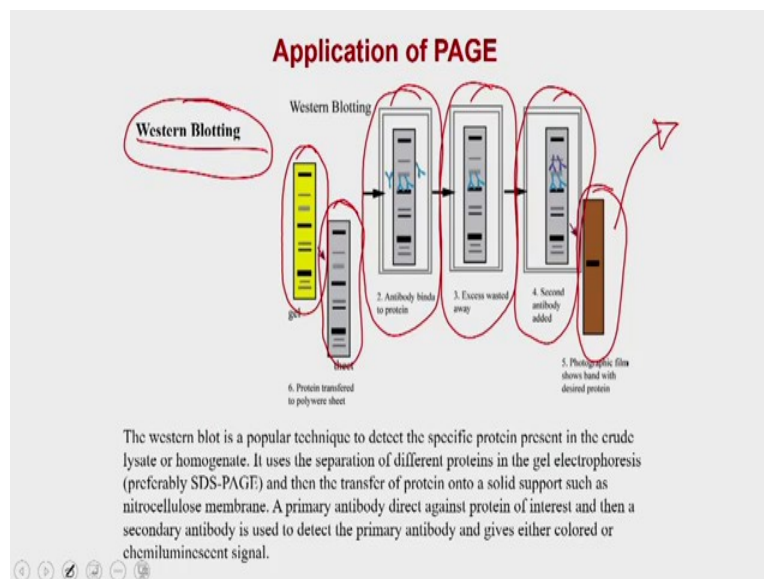 Application of PAGE
Western Blotting
Western Blotting
gel
sheet
2. Antibody binda
to protein
3. Excess wasted
away
4. Second
antibody
added
5. Photographic film
shows band with
desired protein
6. Protein transfered
to polywere sheet
The western blot is a popular technique to detect the specific protein present in the crude
lysate or homogenate. It uses the separation of different proteins in the gel electrophoresis
(preferably SDS-PAGE) and then the transfer of protein onto a solid support such as
nitrocellulose membrane. A primary antibody direct against protein of interest and then a
secondary antibody is used to detect the primary antibody and gives either colored or
chemiluminescent signal.